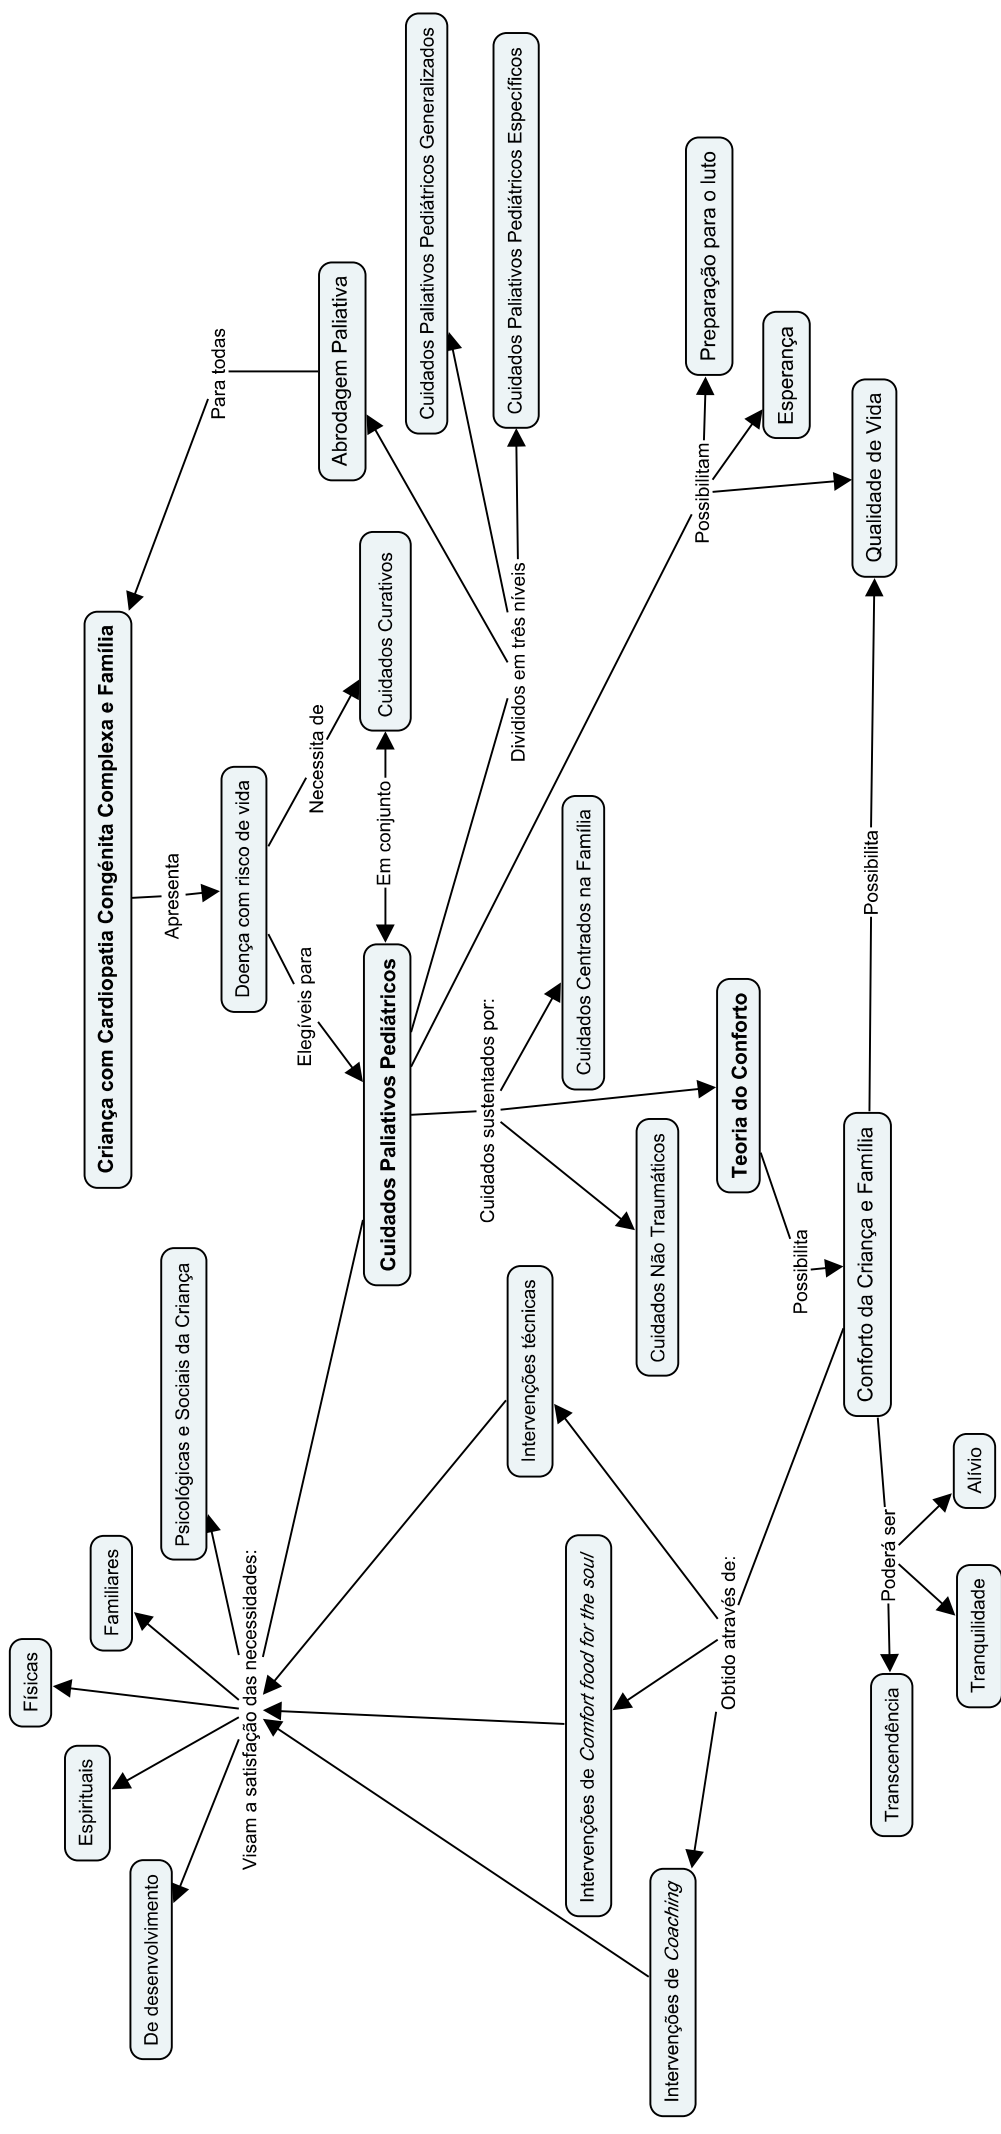 Criança com Cardiopatia Congénita Complexa e Família
Apresenta
Para todas
Doença com risco de vida
Elegíveis para
Necessita de
Abrodagem Paliativa
Físicas
Espirituais
Familiares
De desenvolvimento
Psicológicas e Sociais da Criança
Visam a satisfação das necessidades:
Cuidados Paliativos Pediátricos
Em conjunto
Cuidados Curativos
Cuidados Paliativos Pediátricos Generalizados
Cuidados Paliativos Pediátricos Específicos
Divididos em três níveis
Cuidados sustentados por:
Intervenções técnicas
Cuidados Centrados na Família
Intervenções de Comfort food for the soul
Cuidados Não Traumáticos
Intervenções de Coaching
Possibilitam
Preparação para o luto
Esperança
Obtido através de:
Teoria do Conforto
Possibilita
Conforto da Criança e Família
Possibilita
Qualidade de Vida
Poderá ser
Transcendência
Tranquilidade
Alívio